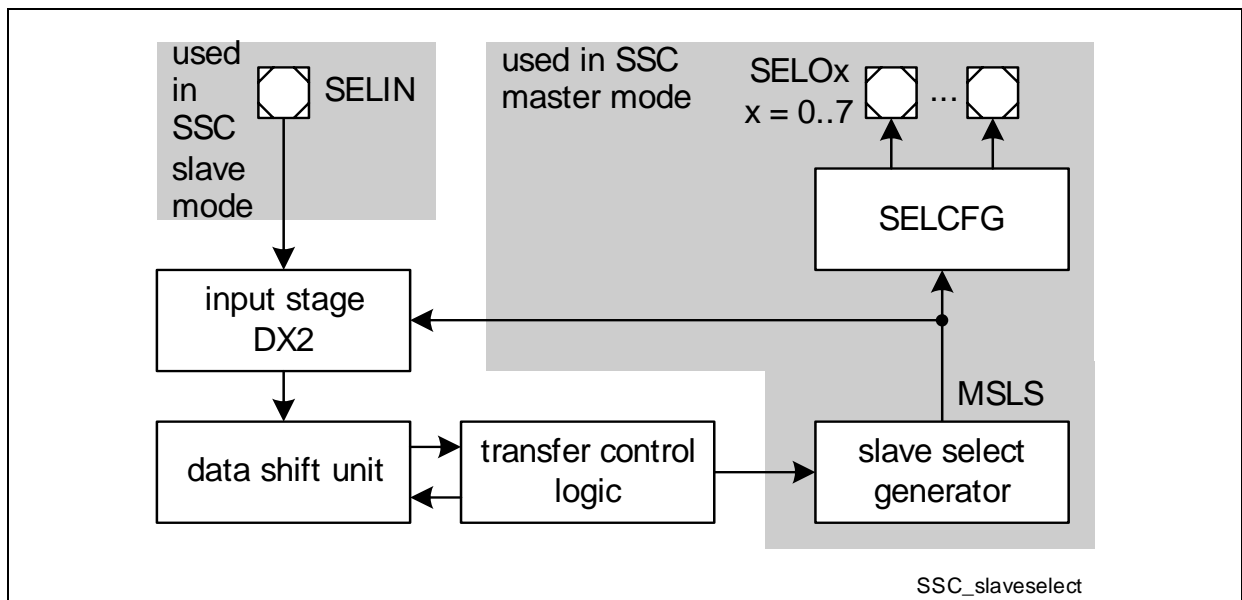 used
in
SSC
slave
mode
SELIN
used in SSC
master mode
SELOx
x = 0..7
...
SELCFG
input stage
DX2
MSLS
data shift unit
transfer control
logic
slave select
generator
SSC_slaveselect